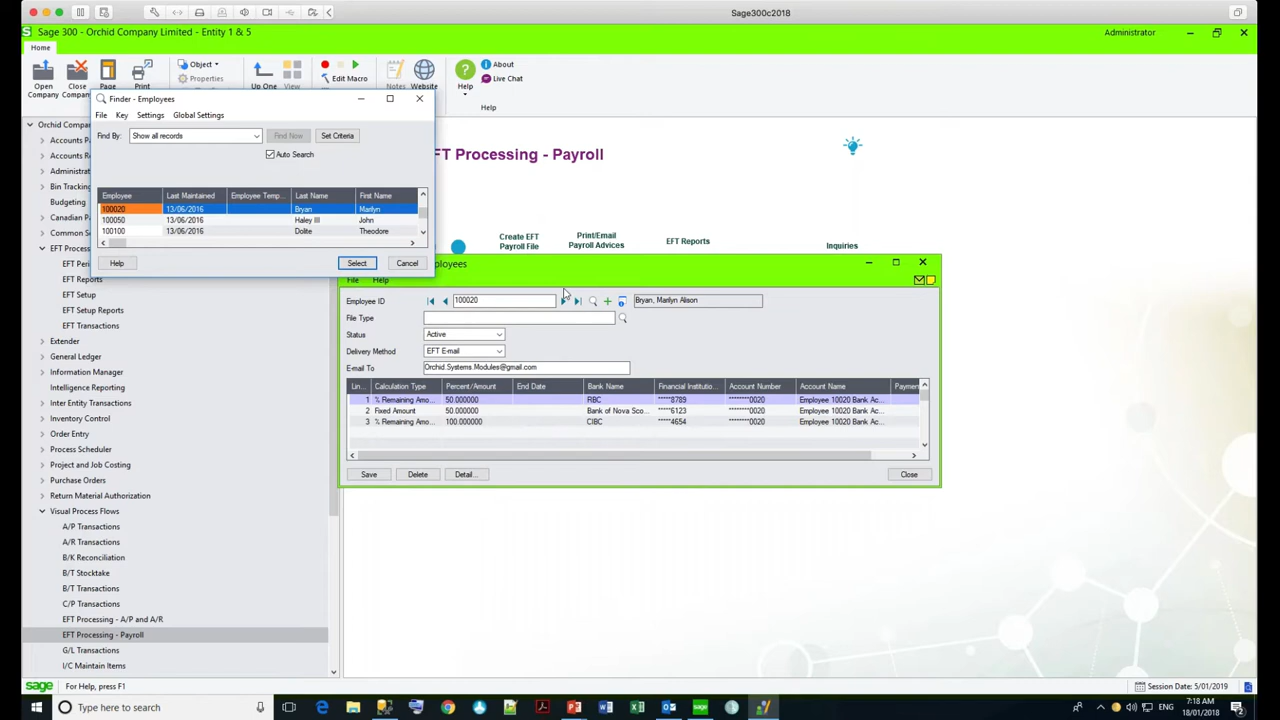 Sage300c2018
Sage 300 - Orchid Company Limited - Entity 1 & 5
Administrator
Home
Open Company
Close
Company
Page
Print
Object
Properties
Up One
View
Edit Macro
Notes
Website
Help
About
Live Chat
Help
Finder - Employees
File Key Settings Global Settings
Find By: Show all records Find Now Set Criteria
Auto Search
Employee Last Maintained Employee Temp... Last Name First Name
100020 13/06/2016 Bryan Marilyn
100050 13/06/2016 Haley III John
100100 13/06/2016 Dolite Theodore
Help Select Cancel
Orchid Comp
Accounts P
Accounts R
Administrat
Bin Tracking
Budgeting
Canadian P
Common S
EFT Process
EFT Peri
EFT Reports
EFT Setup
EFT Setup Reports
EFT Transactions
Extender
General Ledger
Information Manager
Intelligence Reporting
Inter Entity Transactions
Inventory Control
Order Entry
Process Scheduler
Project and Job Costing
Purchase Orders
Return Material Authorization
Visual Process Flows
A/P Transactions
A/R Transactions
B/K Reconciliation
B/T Stocktake
B/T Transactions
C/P Transactions
EFT Processing - A/P and A/R
EFT Processing - Payroll
G/L Transactions
I/C Maintain Items
FT Processing - Payroll
Create EFT
Payroll File
Print/Email
Payroll Advices
EFT Reports
Inquiries
ployees
File Help
Employee ID 100020 Bryan, Marilyn Alison
File Type
Status Active
Delivery Method EFT E-mail
E-mail To Orchid.Systems.Modules@gmail.com
Lin... Calculation Type Percent/Amount End Date Bank Name Financial Institutio... Account Number Account Name Paymen
1 % Remaining Amo... 50.000000 RBC *****8789 ********0020 Employee 10020 Bank Ac...
2 Fixed Amount 50.000000 Bank of Nova Sco... *****6123 ********0020 Employee 10020 Bank Ac...
3 % Remaining Amo... 100.000000 CIBC *****4654 ********0020 Employee 10020 Bank Ac...
Save Delete Detail... Close
sage For Help, press F1
Session Date: 5/01/2019
Type here to search
ENG
7:18 AM
18/01/2018